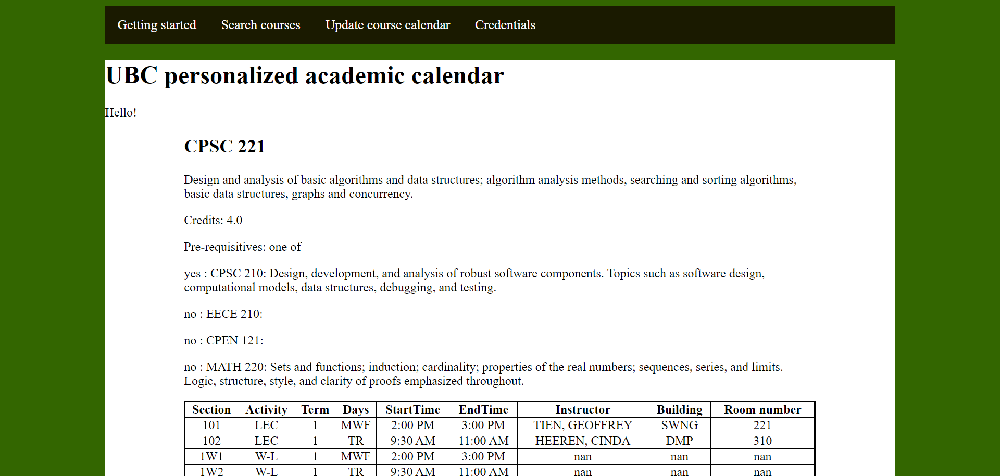 Getting started Search courses Update course calendar Credentials
UBC personalized academic calendar
Hello!
CPSC 221
Design and analysis of basic algorithms and data structures; algorithm analysis methods, searching and sorting algorithms,
basic data structures, graphs and concurrency.
Credits: 4.0
Pre-requisitives: one of
yes : CPSC 210: Design, development, and analysis of robust software components. Topics such as software design,
computational models, data structures, debugging, and testing.
no : EECE 210:
no : CPEN 121:
no : MATH 220: Sets and functions; induction; cardinality; properties of the real numbers; sequences, series, and limits.
Logic, structure, style, and clarity of proofs emphasized throughout.
Section Activity Term Days StartTime EndTime Instructor Building Room number
101 LEC 1 MWF 2:00 PM 3:00 PM TIEN, GEOFFREY SWNG 221
102 LEC 1 TR 9:30 AM 11:00 AM HEEREN, CINDA DMP 310
1W1 W-L 1 MWF 2:00 PM 3:00 PM nan nan nan
1W2 W-L 1 TR 9:30 AM 11:00 AM nan nan nan